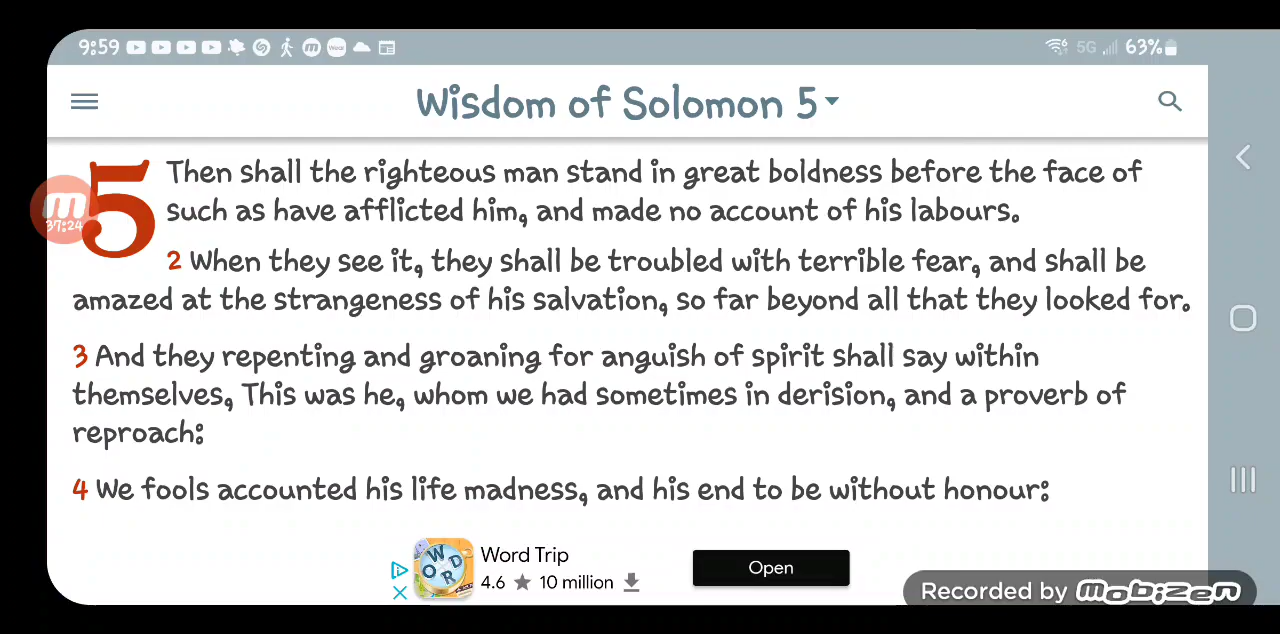 9:59 63%
5G
Wisdom of Solomon 5
5 Then shall the righteous man stand in great boldness before the face of
such as have afflicted him, and made no account of his labours.
37:24
2 When they see it, they shall be troubled with terrible fear, and shall be
amazed at the strangeness of his salvation, so far beyond all that they looked for.
3 And they repenting and groaning for anguish of spirit shall say within
themselves, This was he, whom we had sometimes in derision, and a proverb of
reproach:
4 We fools accounted his life madness, and his end to be without honour:
WORD
Word Trip
4.6 ★ 10 million
Open
Recorded by mobizen